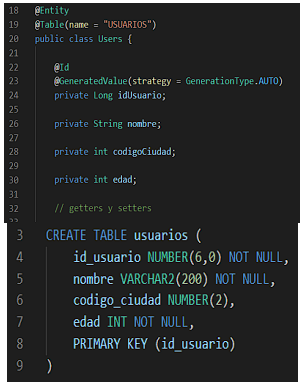 18 @Entity
19 @Table(name = "USUARIOS")
20 public class Users {
21
22 @Id
23 @GeneratedValue(strategy = GenerationType.AUTO)
24 private Long idUsuario;
25
26 private String nombre;
27
28 private int codigoCiudad;
29
30 private int edad;
31
32 // getters y setters
3 CREATE TABLE usuarios (
4 id_usuario NUMBER(6,0) NOT NULL,
5 nombre VARCHAR2(200) NOT NULL,
6 codigo_ciudad NUMBER(2),
7 edad INT NOT NULL,
8 PRIMARY KEY (id_usuario)
9 )